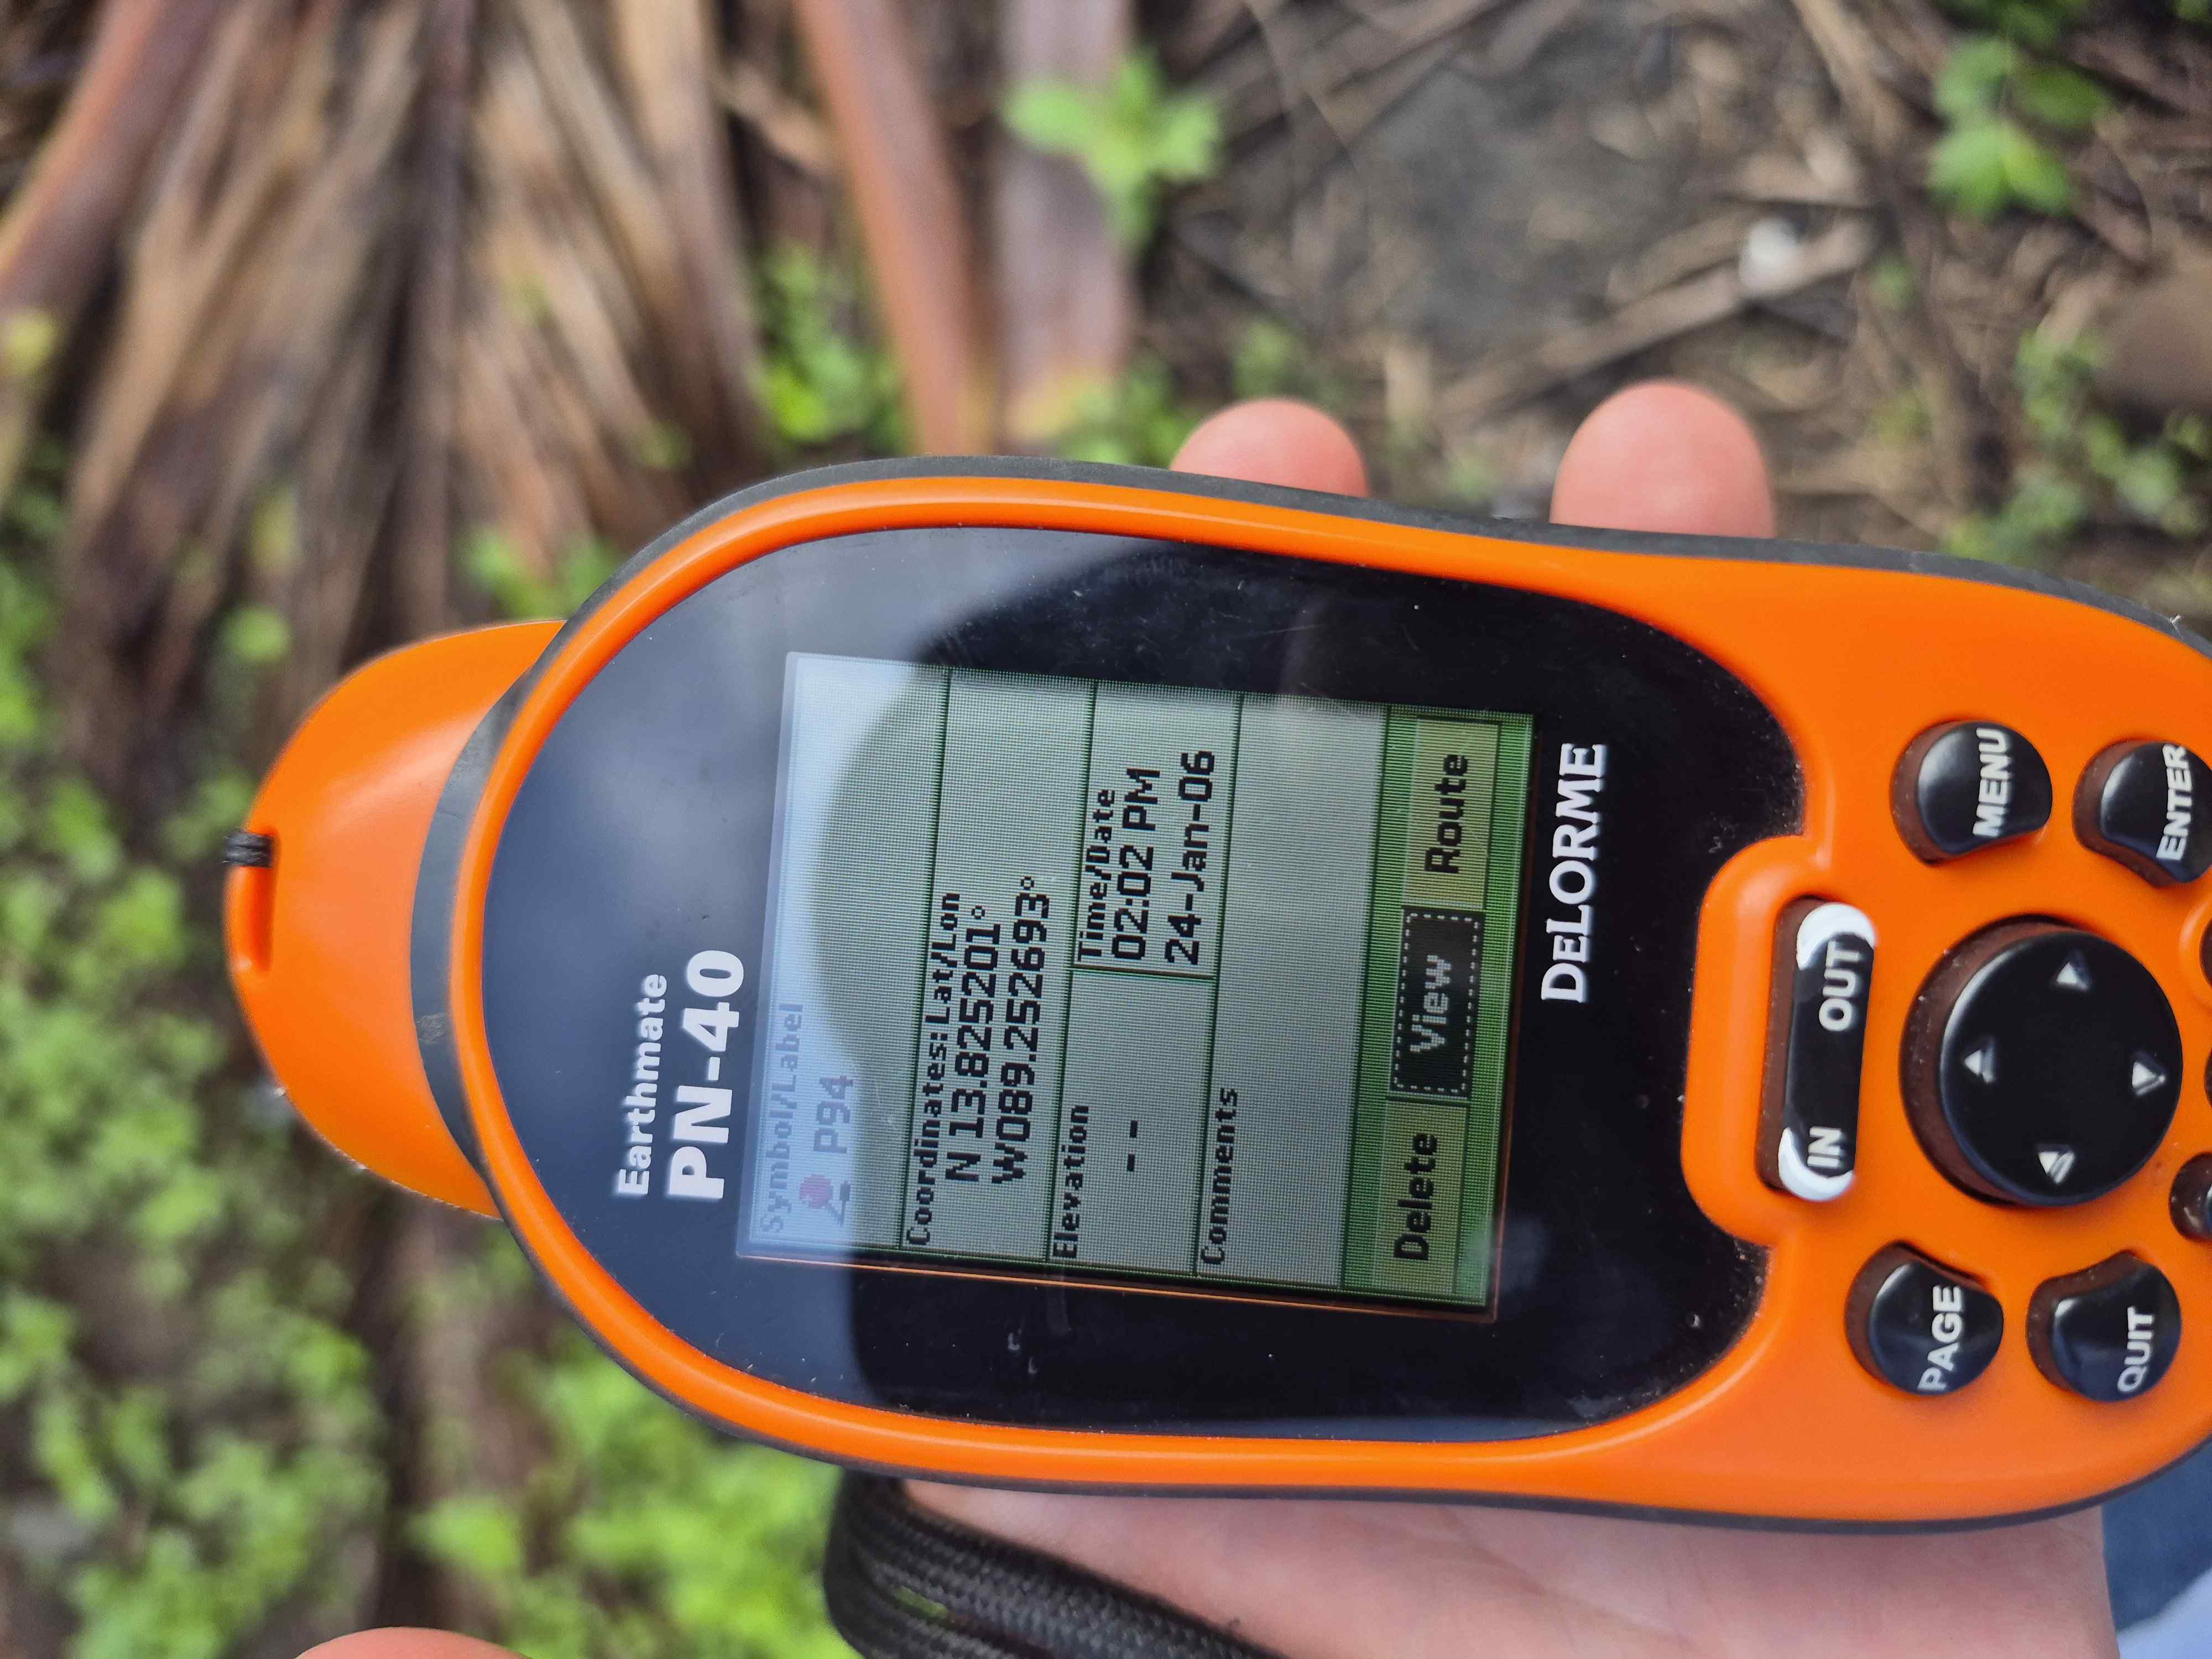 Earthmate
PN-40
Symbol/Label
P94
Coordinates:Lat/Lon
N 13.825201°
W089.252693°
Elevation
--
Time/Date
02:02 PM
24-Jan-06
Comments
Delete View Route
DELORME
IN OUT
PAGE MENU
QUIT ENTER